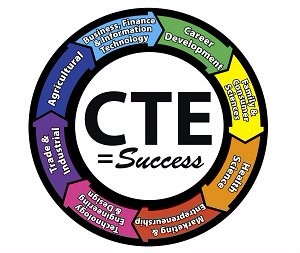 CTE
= Success
Business, Finance
& Information
Technology
Career
Development
Family &
Consumer
Sciences
Health
Science
Marketing &
Entrepreneurship
Technology
Engineering
& Design
Trade &
Industrial
Agricultural